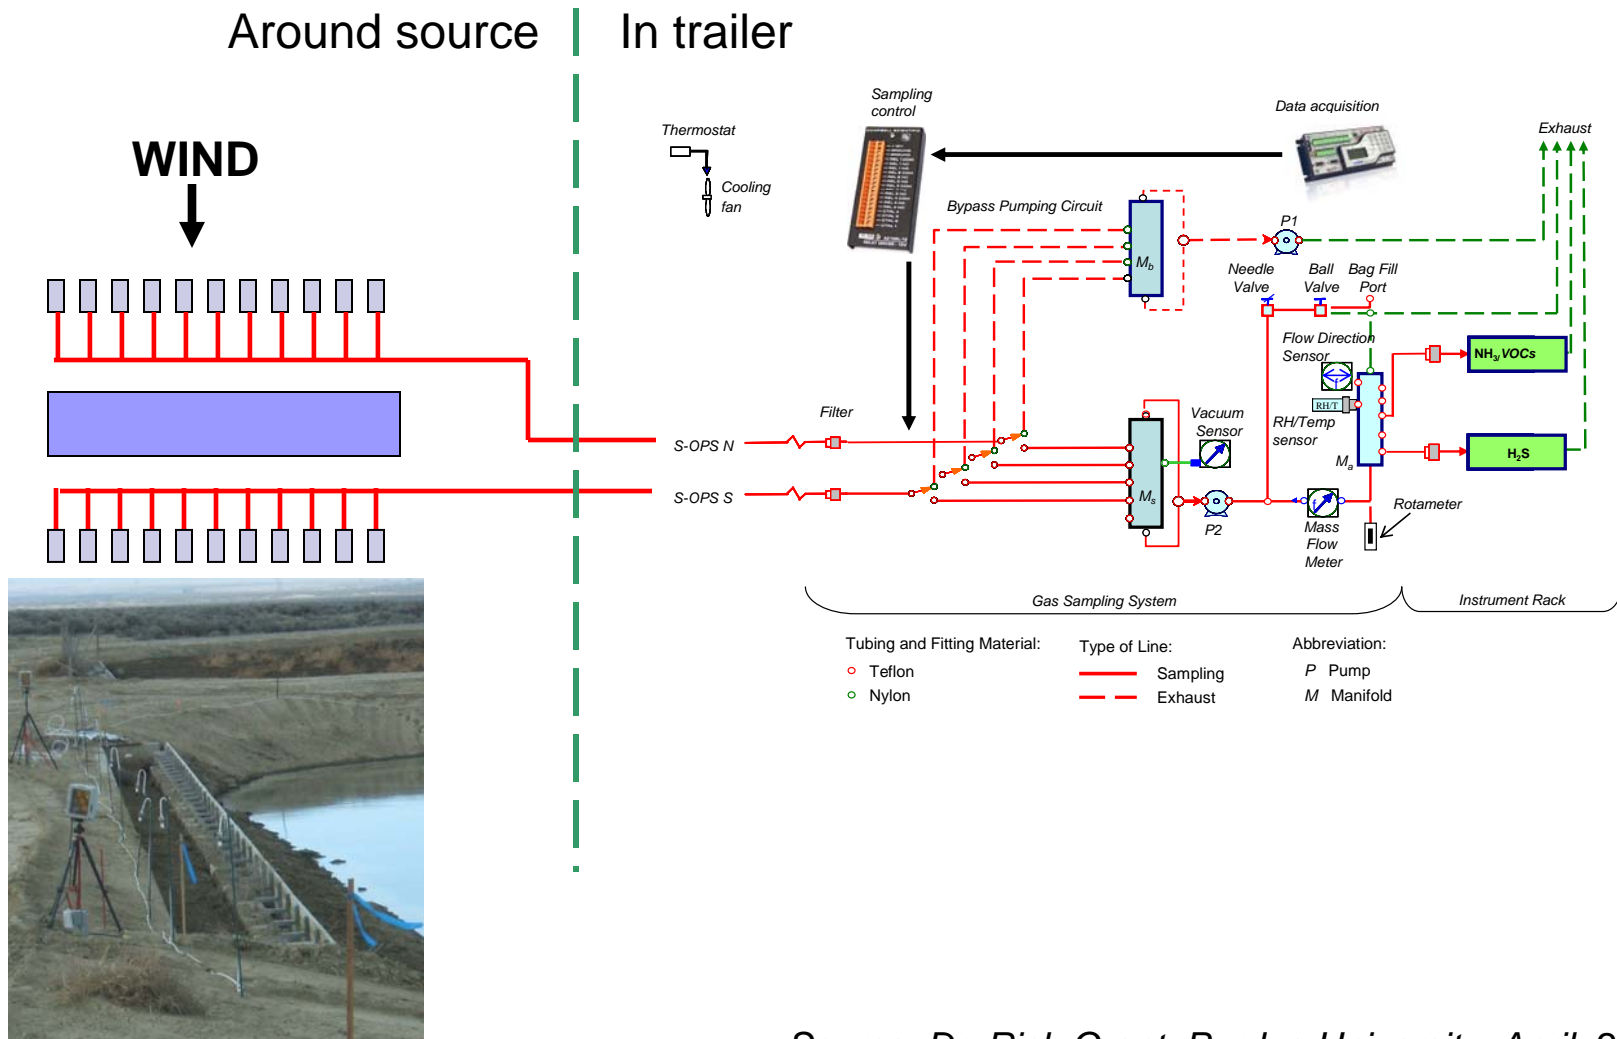 Around source
In trailer
WIND
Thermostat
Cooling
fan
Sampling
control
Data acquisition
Exhaust
Bypass Pumping Circuit
Mb
P1
Needle
Valve
Ball
Valve
Bag Fill
Port
Flow Direction
Sensor
f
NH3/VOCs
RH/T
RH/Temp
sensor
Ma
H2S
Filter
Vacuum
Sensor
S-OPS N
S-OPS S
Ms
P2
f
Mass
Flow
Meter
Rotameter
Gas Sampling System
Instrument Rack
Tubing and Fitting Material:
Teflon
Nylon
Type of Line:
Sampling
Exhaust
Abbreviation:
P Pump
M Manifold